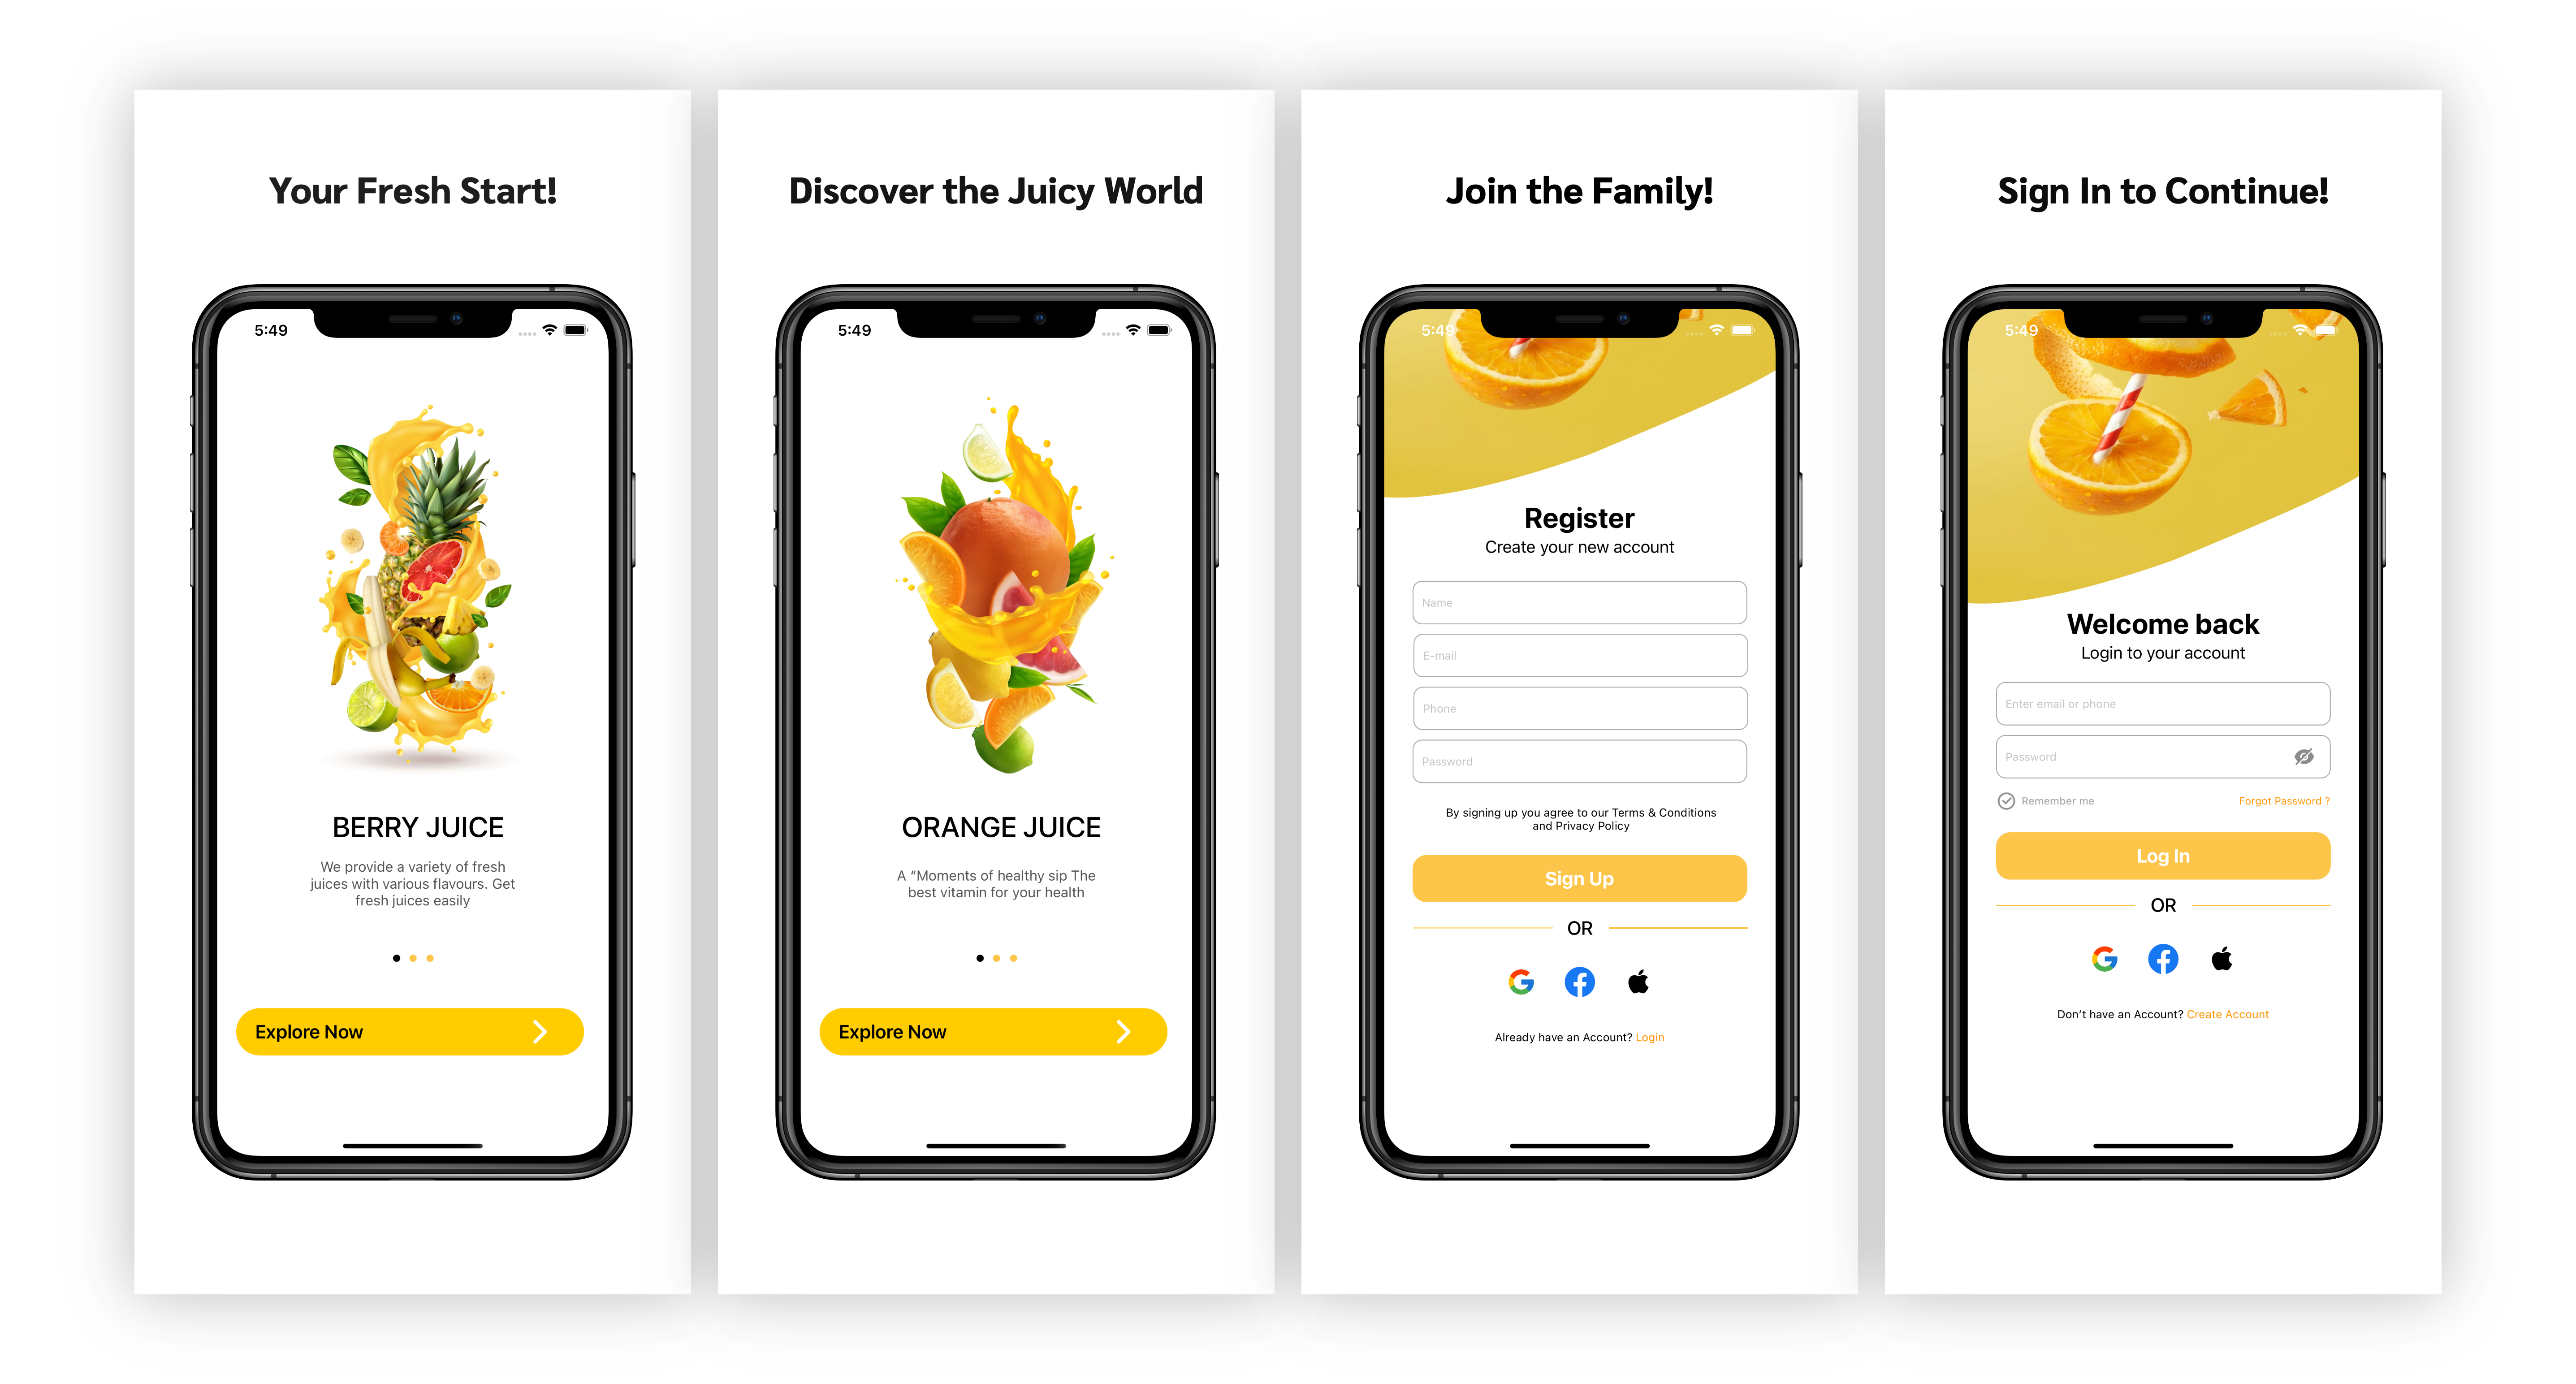 Your Fresh Start!
5:49
BERRY JUICE
We provide a variety of fresh
juices with various flavours. Get
fresh juices easily
Explore Now
Discover the Juicy World
5:49
ORANGE JUICE
A “Moments of healthy sip The
best vitamin for your health
Explore Now
Join the Family!
5:49
Register
Create your new account
Name
E-mail
Phone
Password
By signing up you agree to our Terms & Conditions
and Privacy Policy
Sign Up
OR
Already have an Account? Login
Sign In to Continue!
5:49
Welcome back
Login to your account
Enter email or phone
Password
Remember me Forgot Password ?
Log In
OR
Don't have an Account? Create Account